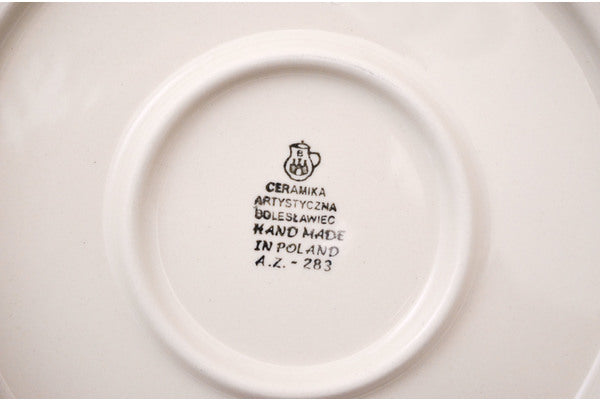 B
CERAMIKA
ARTYSTYCZNA
BOLESŁAWIEC
HAND MADE
IN POLAND
A.Z. - 283